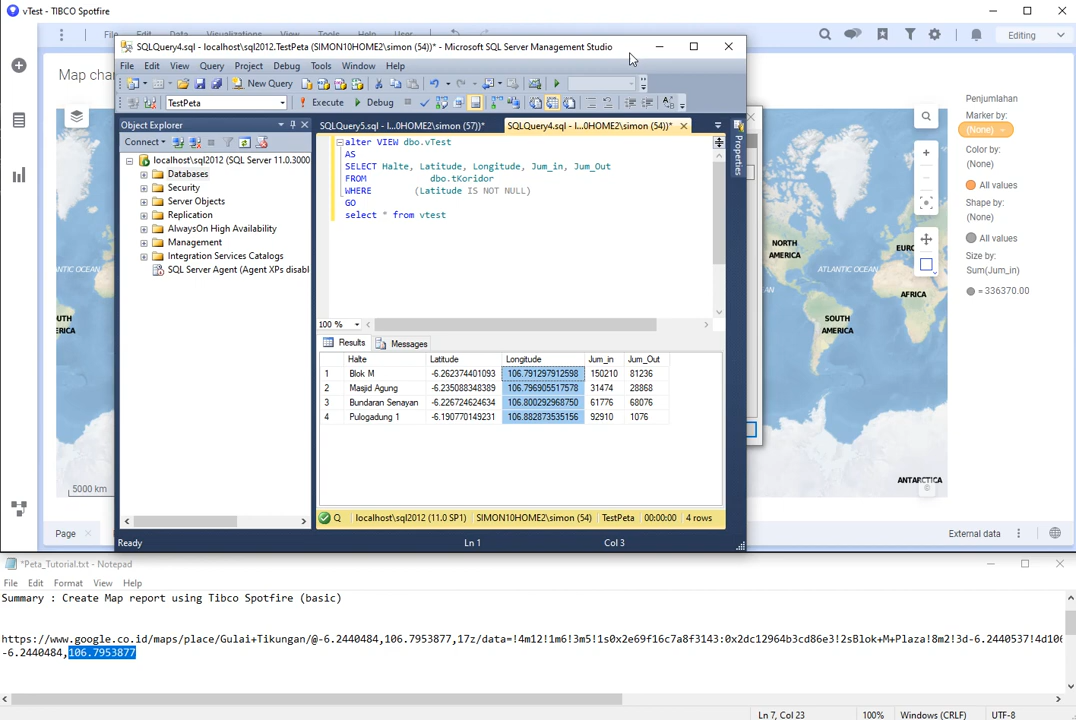 vTest - TIBCO Spotfire
Editing
Map char
SQLQuery4.sql - localhost\sql2012.TestPeta (SIMON10HOME2\simon (54))* - Microsoft SQL Server Management Studio
File Edit View Query Project Debug Tools Window Help
New Query
TestPeta
Execute Debug
Object Explorer
Connect
localhost\sql2012 (SQL Server 11.0.3000
Databases
Security
Server Objects
Replication
AlwaysOn High Availability
Management
Integration Services Catalogs
SQL Server Agent (Agent XPs disabl
SQLQuery5.sql - l...0HOME2\simon (57))*
SQLQuery4.sql - l...0HOME2\simon (54))*
Properties
alter VIEW dbo.vTest
AS
SELECT Halte, Latitude, Longitude, Jum_in, Jum_Out
FROM dbo.tKoridor
WHERE (Latitude IS NOT NULL)
GO
select * from vtest
100 %
Results Messages
Halte Latitude Longitude Jum_in Jum_Out
1 Blok M -6.262374401093 106.791297912598 150210 81236
2 Masjid Agung -6.235088348389 106.796905517578 31474 28868
3 Bundaran Senayan -6.226724624634 106.800292968750 61776 68076
4 Pulogadung 1 -6.190770149231 106.882873535156 92910 1076
Q localhost\sql2012 (11.0 SP1) SIMON10HOME2\simon (54) TestPeta 00:00:00 4 rows
Ready Ln 1 Col 3
ANTIC OCEAN
UTH
ERICA
5000 km
NORTH
AMERICA
ATLANTIC OCEAN
EURO
AFRICA
SOUTH
AMERICA
ANTARCTICA
Penjumlahan
Marker by:
(None)
Color by:
(None)
All values
Shape by:
(None)
All values
Size by:
Sum(Jum_in)
= 336370.00
Page
External data
*Peta_Tutorial.txt - Notepad
File Edit Format View Help
Summary : Create Map report using Tibco Spotfire (basic)
https://www.google.co.id/maps/place/Gulai+Tikungan/@-6.2440484,106.7953877,17z/data=!4m12!1m6!3m5!1s0x2e69f16c7a8f3143:0x2dc12964b3cd86e3!2sBlok+M+Plaza!8m2!3d-6.2440537!4d106
-6.2440484,106.7953877
Ln 7, Col 23 100% Windows (CRLF) UTF-8